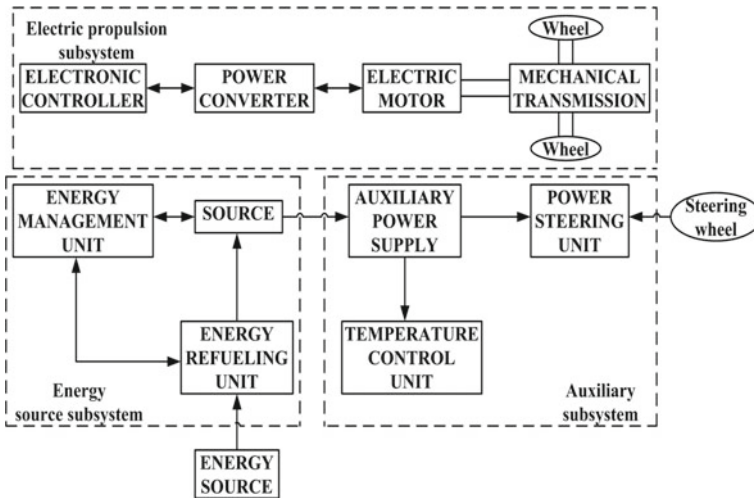 Electric propulsion
subsystem
Wheel
ELECTRONIC
CONTROLLER
POWER
CONVERTER
ELECTRIC
MOTOR
MECHANICAL
TRANSMISSION
Wheel
ENERGY
MANAGEMENT
UNIT
SOURCE
AUXILIARY
POWER
SUPPLY
POWER
STEERING
UNIT
Steering
wheel
ENERGY
REFUELING
UNIT
TEMPERATURE
CONTROL
UNIT
Energy
source subsystem
Auxiliary
subsystem
ENERGY
SOURCE